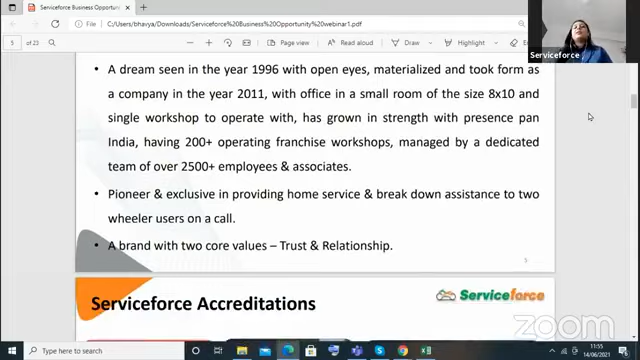 Serviceforce Business Opportu
C:/Users/bhavya/Downloads/Serviceforce%20Business%20Opportunity%20webinar1.pdf
5 of 23
Page view
Read aloud
Draw
Highlight
Erase
Serviceforce
• A dream seen in the year 1996 with open eyes, materialized and took form as
a company in the year 2011, with office in a small room of the size 8x10 and
single workshop to operate with, has grown in strength with presence pan
India, having 200+ operating franchise workshops, managed by a dedicated
team of over 2500+ employees & associates.
• Pioneer & exclusive in providing home service & break down assistance to two
wheeler users on a call.
• A brand with two core values – Trust & Relationship.
5
Serviceforce Accreditations
Serviceforce
zoom
Type here to search
11:55
14/06/2021